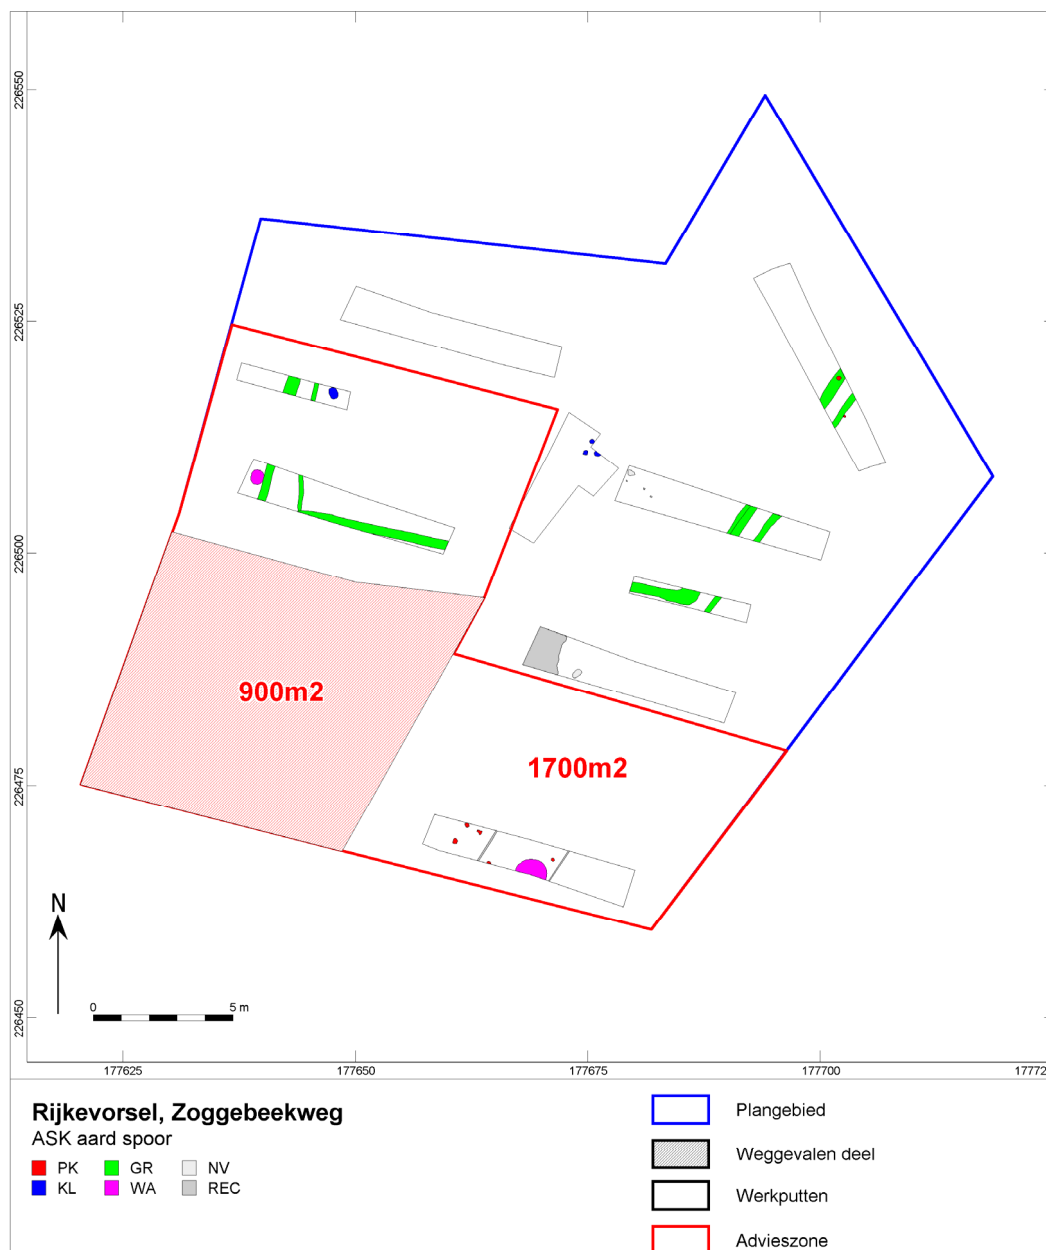 226550
226525
226500
226475
226450
900m2
1700m2
N
0 5 m
177625 177650 177675 177700 17772
Rijkevorsel, Zoggebeekweg
ASK aard spoor
PK GR NV
KL WA REC
Plangebied
Weggevalen deel
Werkputten
Advieszone